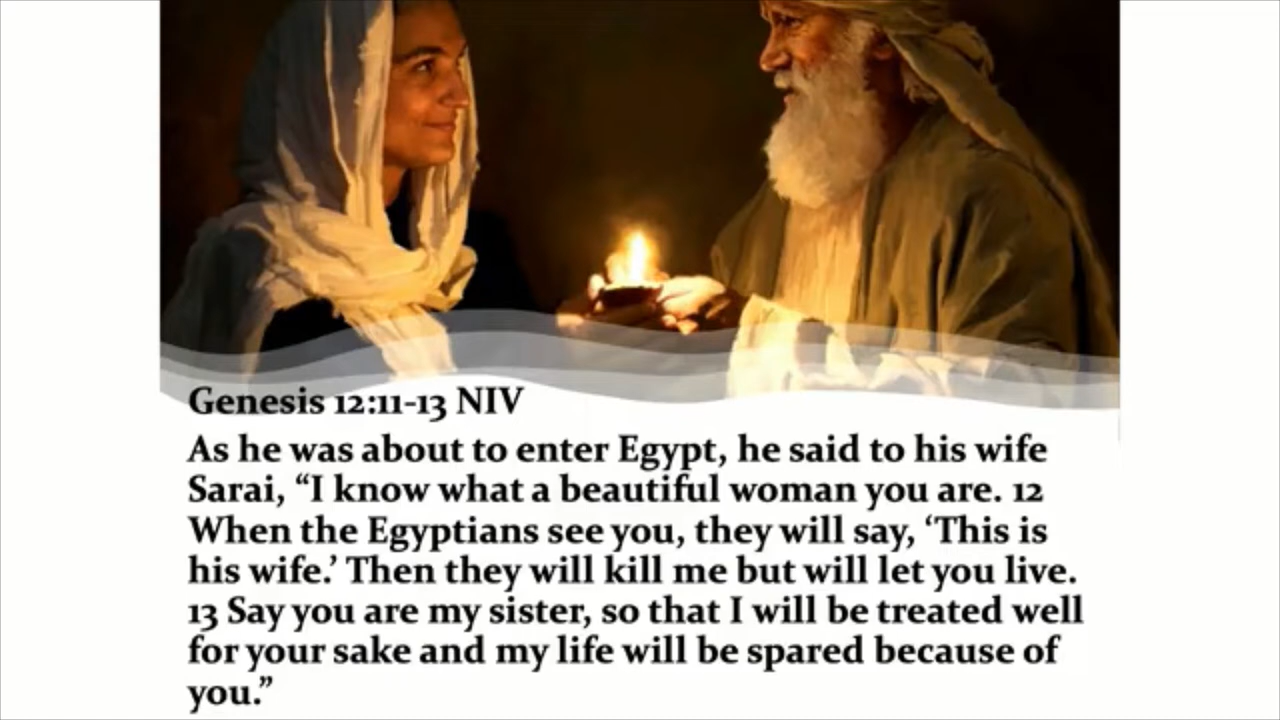 Genesis 12:11-13 NIV
As he was about to enter Egypt, he said to his wife
Sarai, “I know what a beautiful woman you are. 12
When the Egyptians see you, they will say, ‘This is
his wife.’ Then they will kill me but will let you live.
13 Say you are my sister, so that I will be treated well
for your sake and my life will be spared because of
you.”